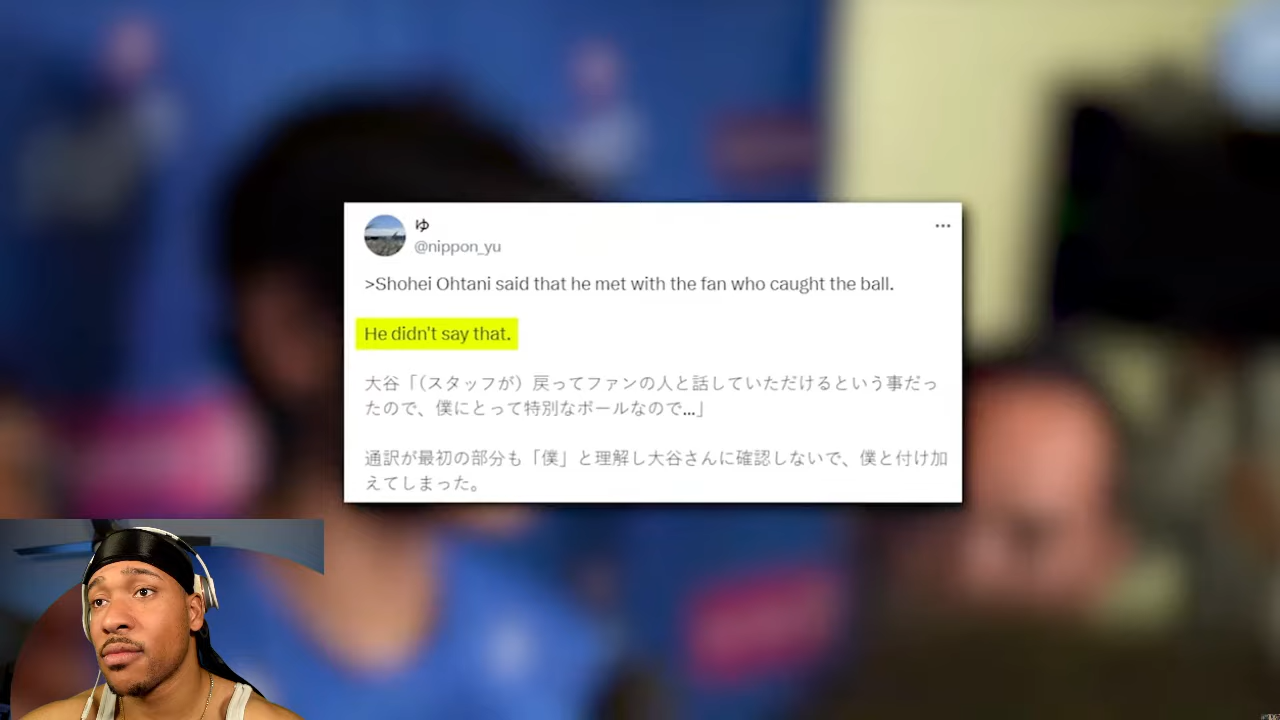 ゆ
@nippon_yu
>Shohei Ohtani said that he met with the fan who caught the ball.
He didn't say that.
大谷「(スタッフが）戻ってファンの人と話していただけるという事だっ
たので、僕にとって特別なボールなので...」
通訳が最初の部分も「僕」と理解し大谷さんに確認しないで、僕と付け加
えてしまった。